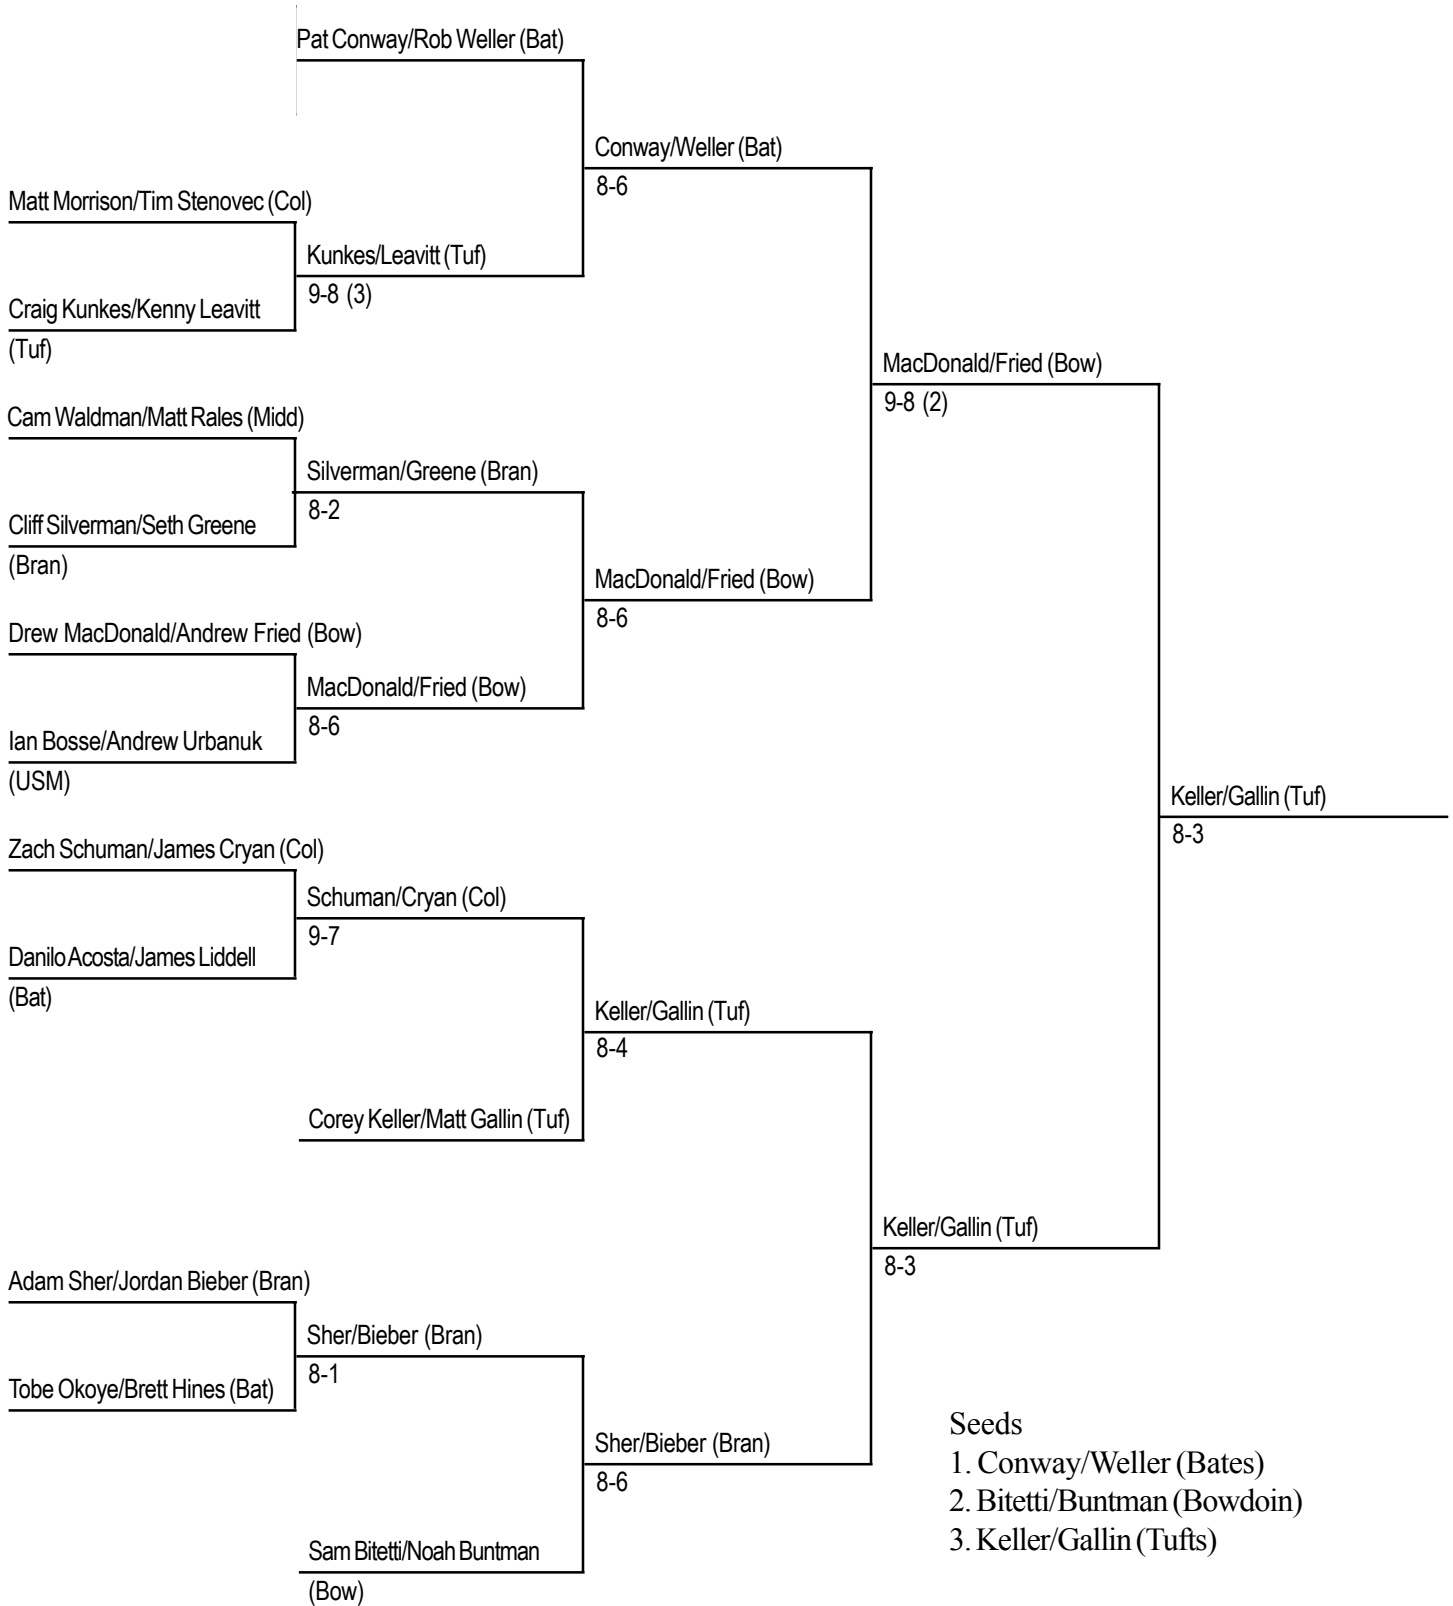 Pat Conway/Rob Weller (Bat)
Conway/Weller (Bat)
8-6
Matt Morrison/Tim Stenovec (Col)
Kunkes/Leavitt (Tuf)
9-8 (3)
Craig Kunkes/Kenny Leavitt
(Tuf)
MacDonald/Fried (Bow)
9-8 (2)
Cam Waldman/Matt Rales (Midd)
Silverman/Greene (Bran)
8-2
Cliff Silverman/Seth Greene
(Bran)
MacDonald/Fried (Bow)
8-6
Drew MacDonald/Andrew Fried (Bow)
MacDonald/Fried (Bow)
8-6
Ian Bosse/Andrew Urbanuk
(USM)
Keller/Gallin (Tuf)
8-3
Zach Schuman/James Cryan (Col)
Schuman/Cryan (Col)
9-7
Danilo Acosta/James Liddell
(Bat)
Keller/Gallin (Tuf)
8-4
Corey Keller/Matt Gallin (Tuf)
Keller/Gallin (Tuf)
8-3
Adam Sher/Jordan Bieber (Bran)
Sher/Bieber (Bran)
8-1
Tobe Okoye/Brett Hines (Bat)
Sher/Bieber (Bran)
8-6
Sam Bitetti/Noah Buntman
(Bow)
Seeds
1. Conway/Weller (Bates)
2. Bitetti/Buntman (Bowdoin)
3. Keller/Gallin (Tufts)